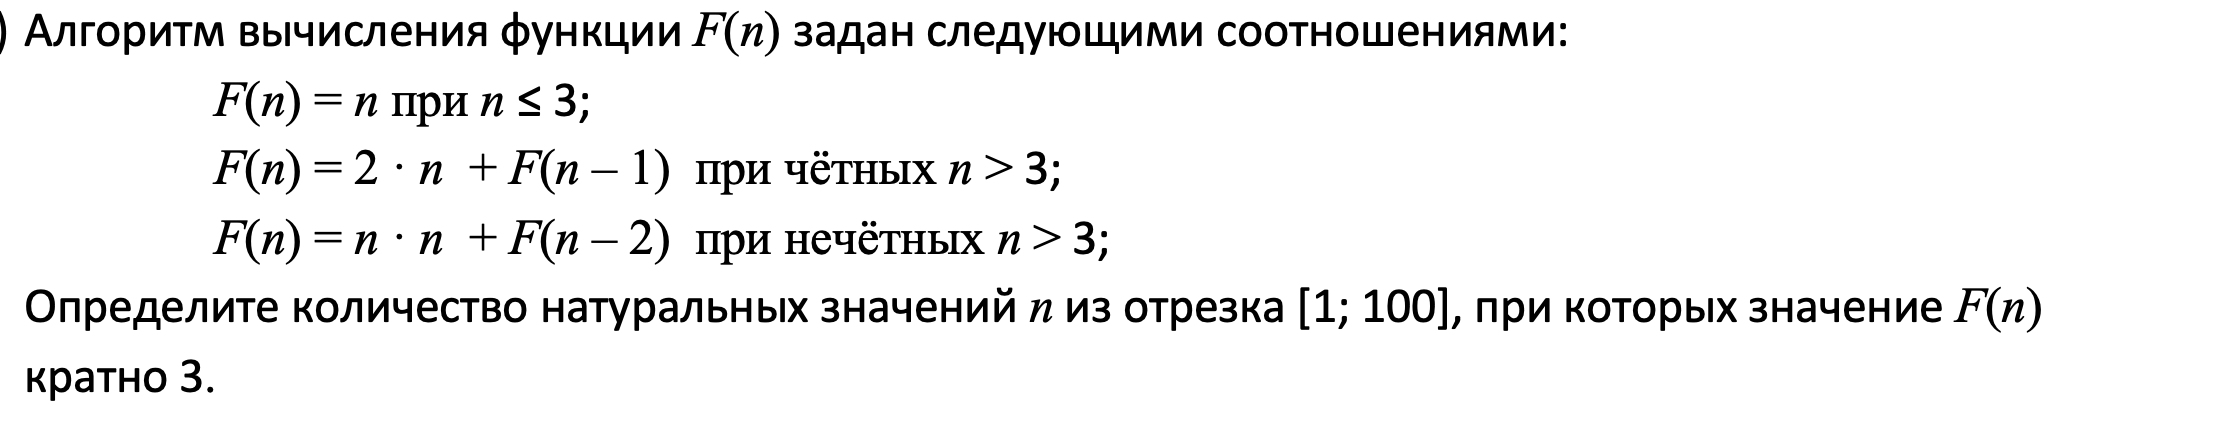 ) Алгоритм вычисления функции F(n) задан следующими соотношениями:
F(n) = n при n ≤ 3;
F(n) = 2 · n + F(n – 1) при чётных n > 3;
F(n) = n · n + F(n – 2) при нечётных n > 3;
Определите количество натуральных значений n из отрезка [1; 100], при которых значение F(n)
кратно 3.